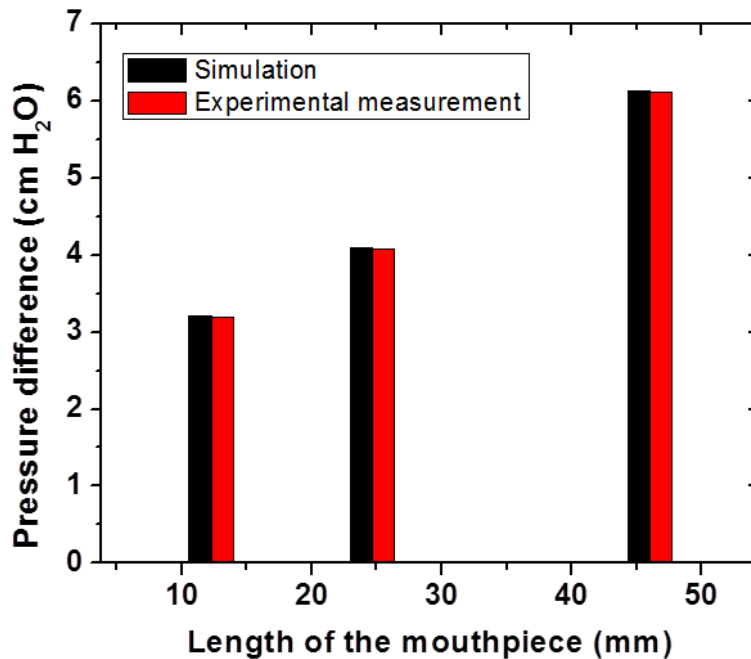 7
6
5
4
3
2
1
0
Pressure difference (cm H₂O)
Simulation
Experimental measurement
10 20 30 40 50
Length of the mouthpiece (mm)